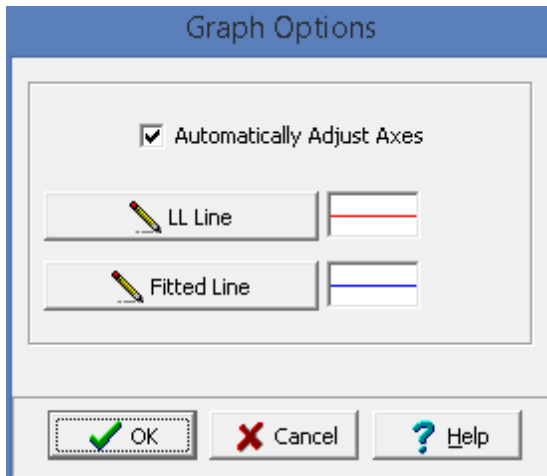 Graph Options
Automatically Adjust Axes
LL Line
Fitted Line
OK Cancel Help